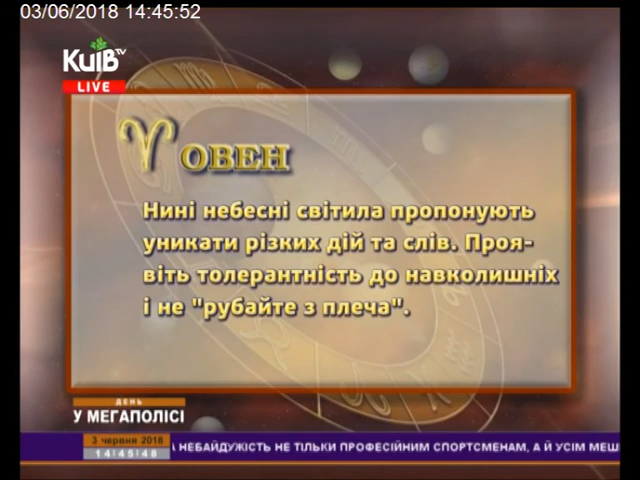 03/06/2018 14:45:52
КиЇВ TV
LIVE
ОВЕН
Нині небесні світила пропонують
уникати різких дій та слів. Проя-
віть толерантність до навколишніх
і не "рубайте з плеча".
ДЕНЬ
У МЕГАПОЛІСІ
3 червня 2018
14:45:48
А НЕБАЙДУЖІСТЬ НЕ ТІЛЬКИ ПРОФЕСІЙНИМ СПОРТСМЕНАМ, А Й УСІМ МЕШ